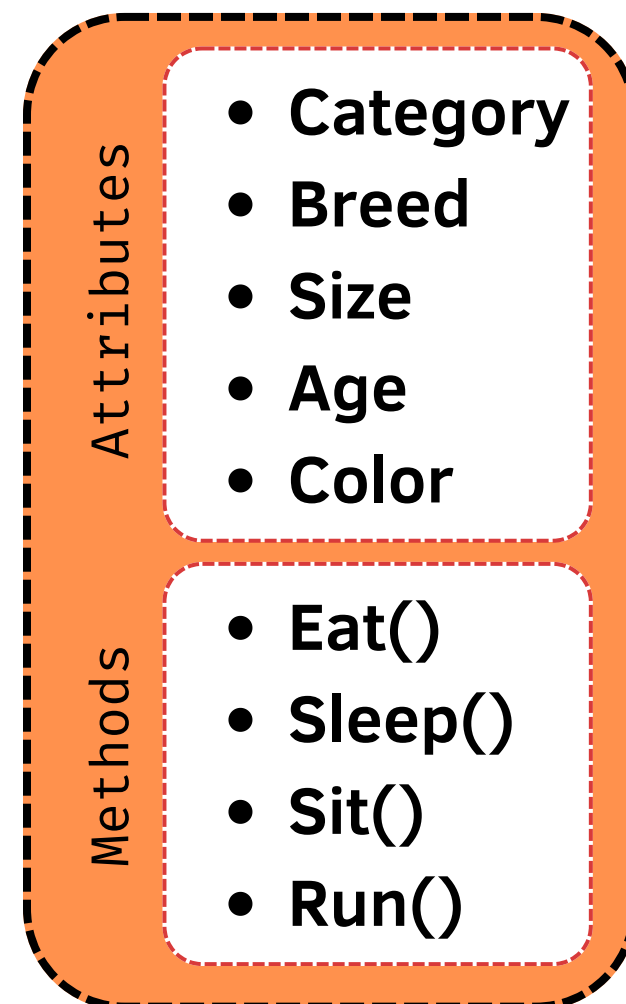 Attributes
• Category
• Breed
• Size
• Age
• Color
Methods
• Eat()
• Sleep()
• Sit()
• Run()